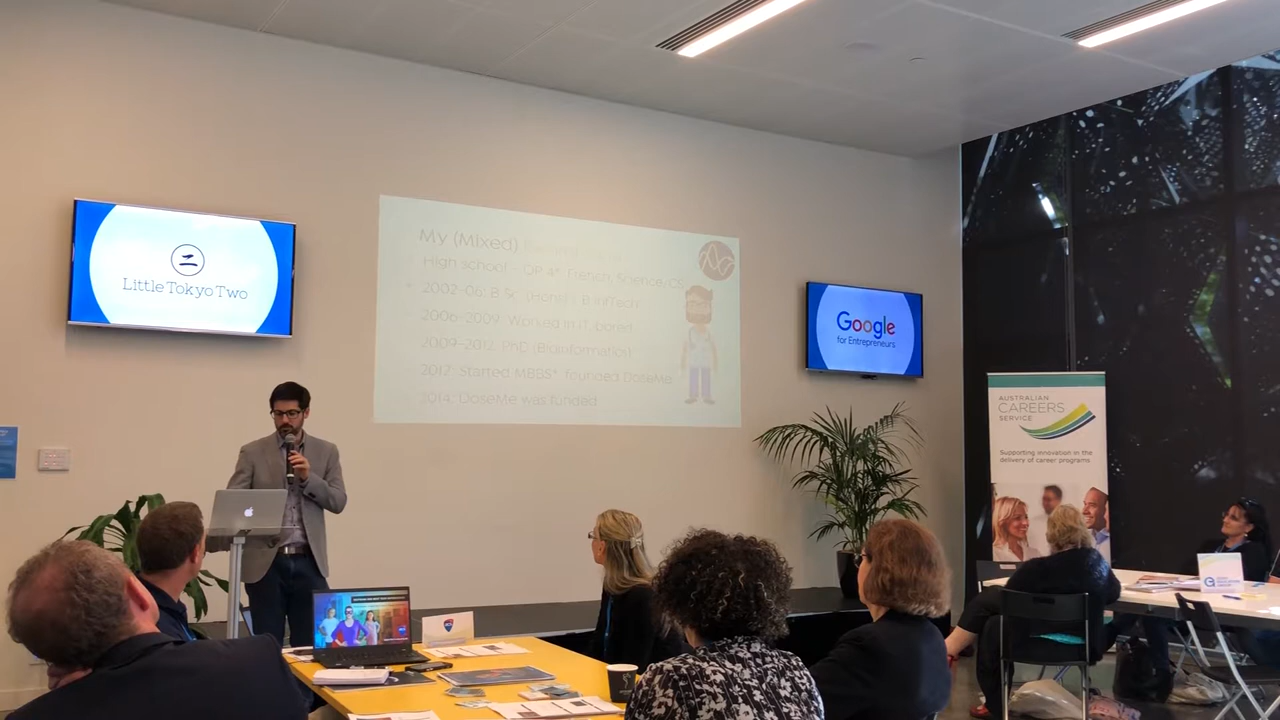 Little Tokyo Two
My (Mixed)
High school - OP 4*: French, Science/CS
2002-06: B.Sc. (Hons) / B.InfTech
2006-2009: Worked in IT, bored
2009-2012: PhD (Bioinformatics)
2012: Started MBBS*, founded DoseMe
2014: DoseMe was funded
Google
for Entrepreneurs
AUSTRALIAN
CAREERS
SERVICE
Supporting innovation in the
delivery of career programs